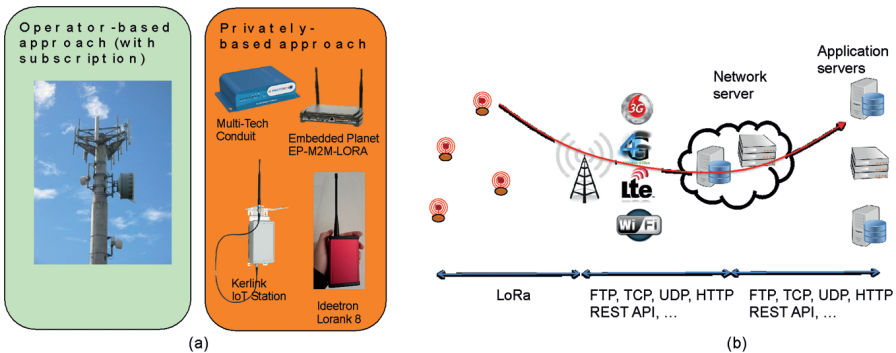 Operator-based
approach (with
subscription)
Privately-
based approach
Multi-Tech
Conduit
Embedded Planet
EP-M2M-LORA
Kerlink
IoT Station
Ideetron
Lorank 8
(a)
Application
servers
Network
server
3G
4G
Lte
Wi Fi
LoRa
FTP, TCP, UDP, HTTP
REST API, ...
FTP, TCP, UDP, HTTP
REST API, ...
(b)